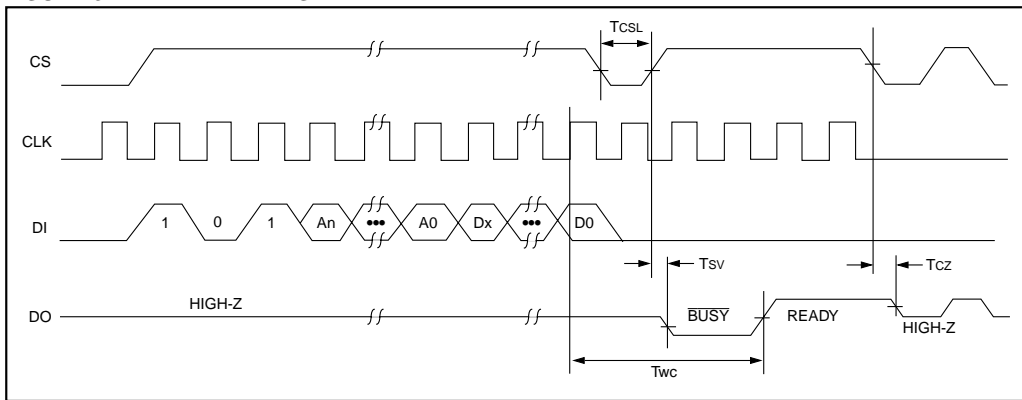 TCSL
CS
CLK
DI
1 0 1 An ••• A0 Dx ••• D0
TSV
TCZ
HIGH-Z
DO
BUSY
READY
HIGH-Z
TWC